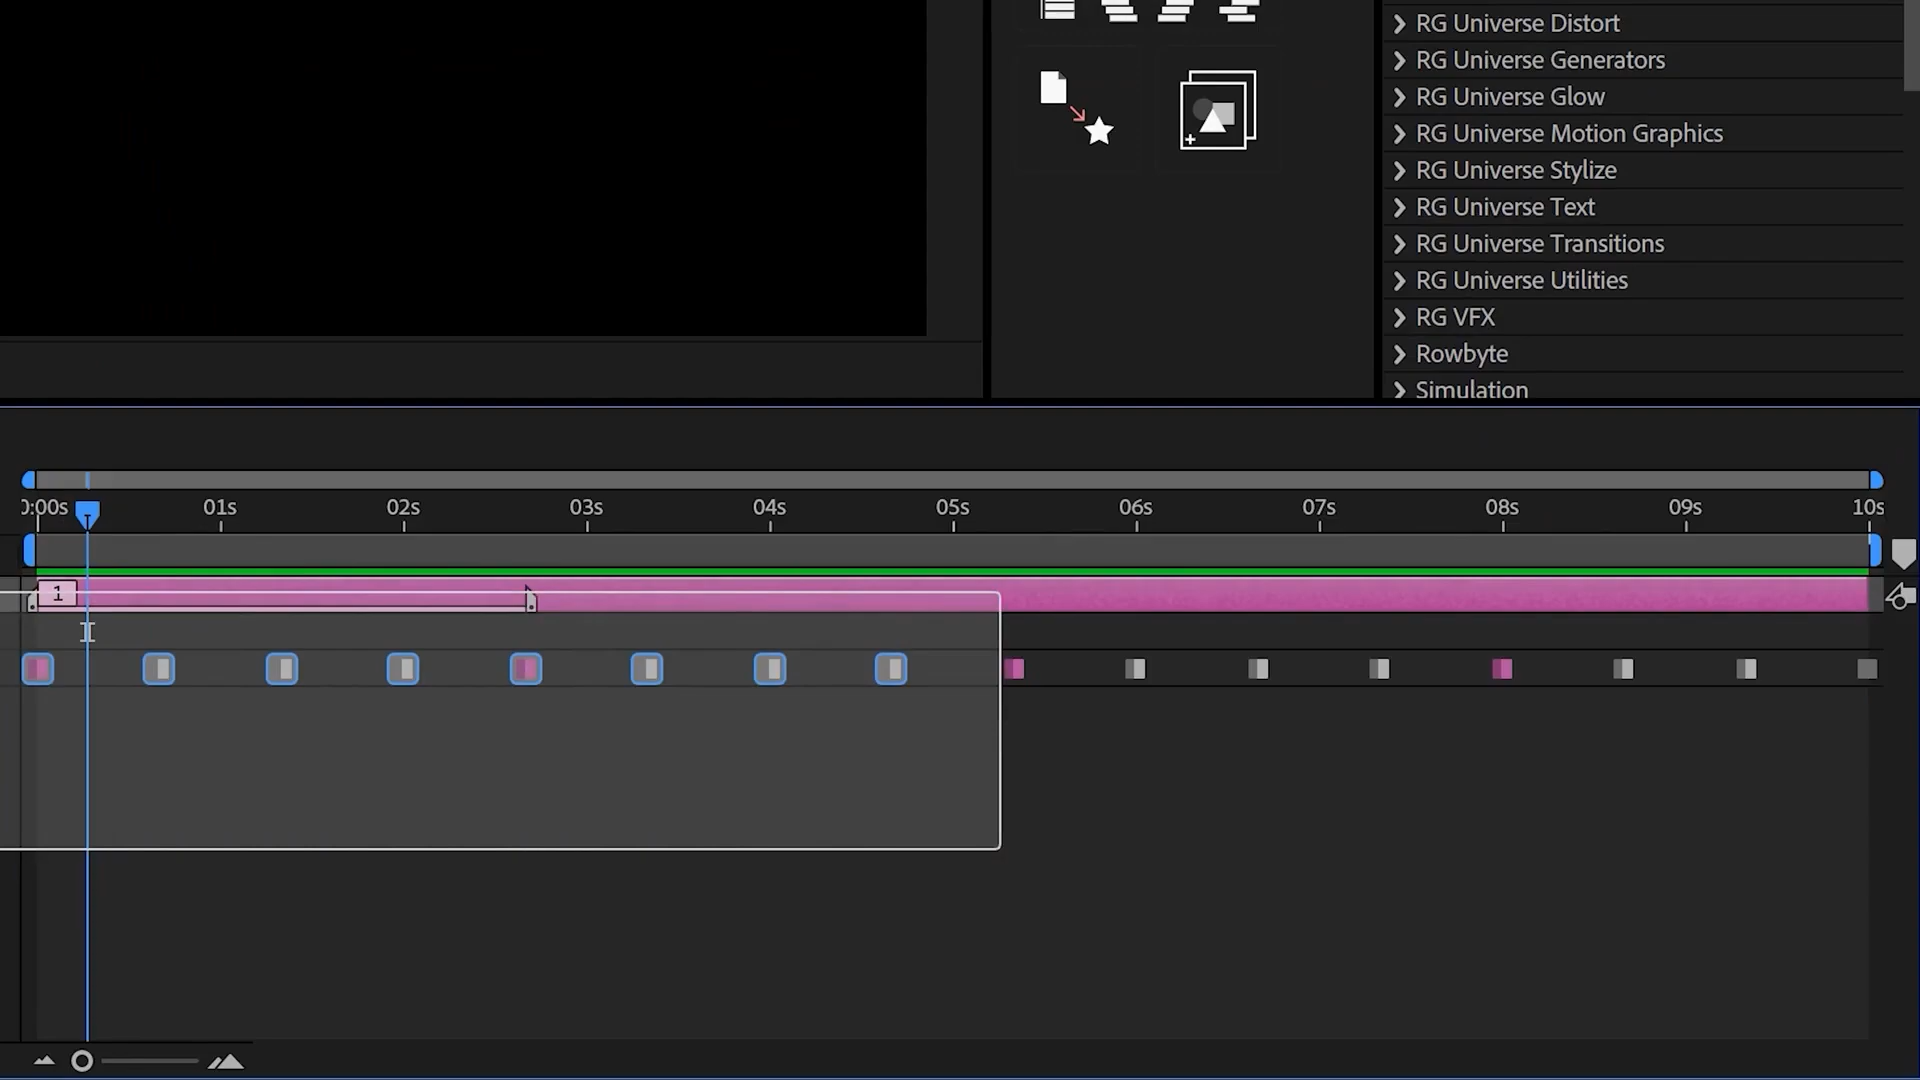 RG Universe Distort
RG Universe Generators
RG Universe Glow
RG Universe Motion Graphics
RG Universe Stylize
RG Universe Text
RG Universe Transitions
RG Universe Utilities
RG VFX
Rowbyte
Simulation
0:00s 01s 02s 03s 04s 05s 06s 07s 08s 09s 10s
1